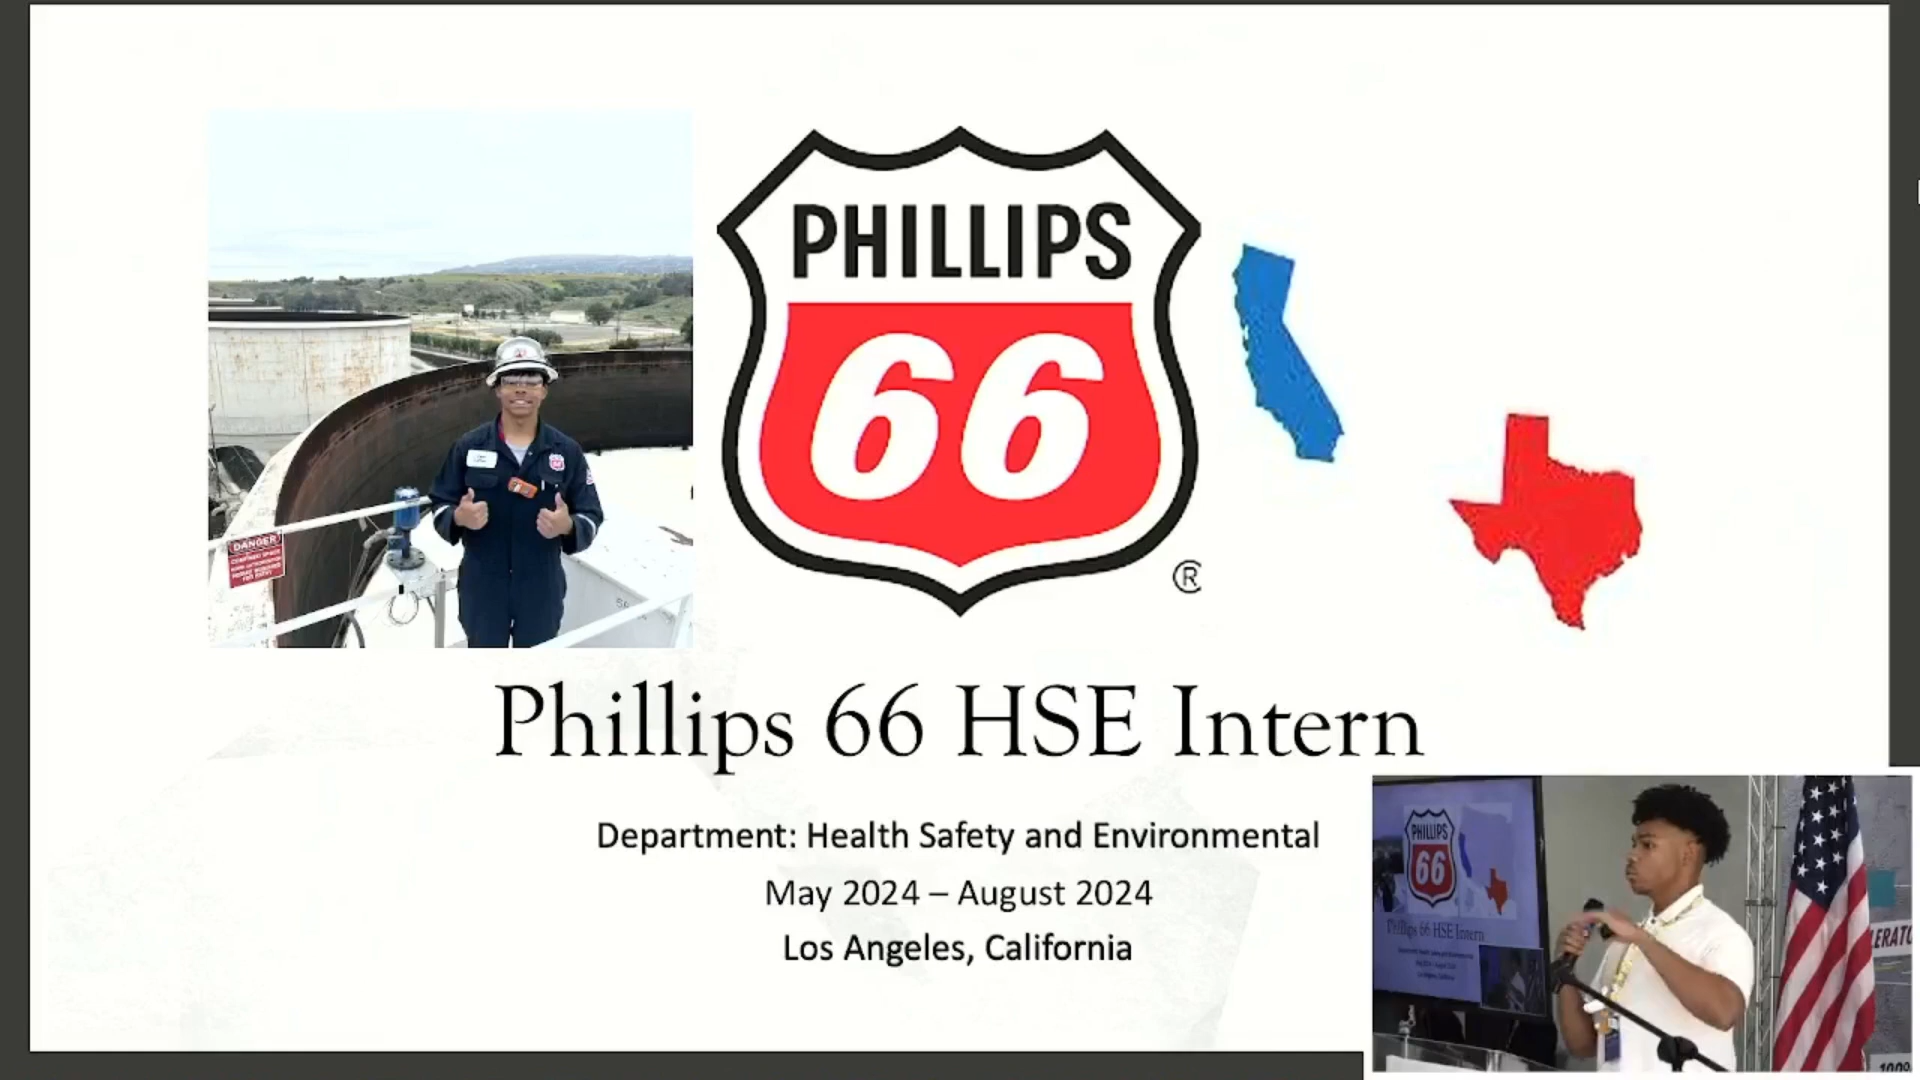 PHILLIPS
66
®
DANGER
Phillips 66 HSE Intern
Department: Health Safety and Environmental
May 2024 – August 2024
Los Angeles, California
PHILLIPS
66
Phillips 66 HSE Intern
100%